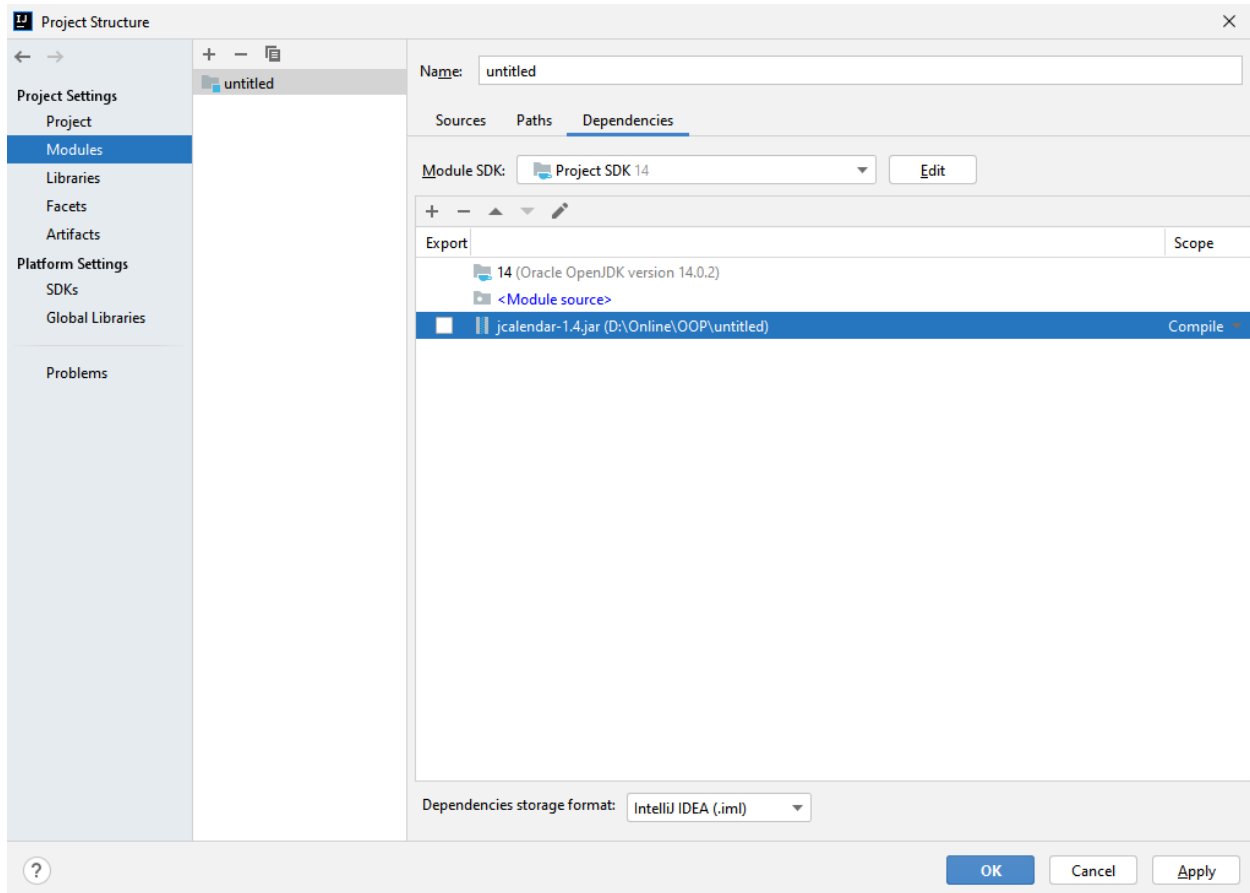 Project Structure
Project Settings
Project
Modules
Libraries
Facets
Artifacts
Platform Settings
SDKs
Global Libraries
Problems
untitled
Name: untitled
Sources Paths Dependencies
Module SDK: Project SDK 14 Edit
Export Scope
14 (Oracle OpenJDK version 14.0.2)
<Module source>
jcalendar-1.4.jar (D:\Online\OOP\untitled) Compile
Dependencies storage format: IntelliJ IDEA (.iml)
? OK Cancel Apply